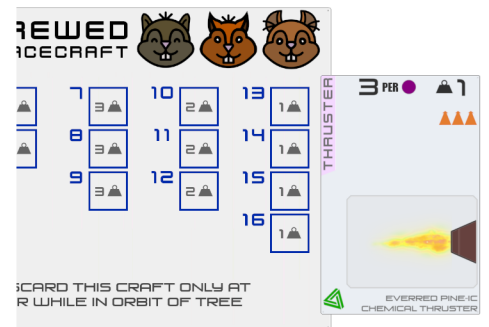 REWED
ACECRAFT
7 10 13
3 2 1
8 11 14
3 2 1
9 12 15
3 2 1
16
1
SCARD THIS CRAFT ONLY AT
R WHILE IN ORBIT OF TREE
THRUSTER
3 PER 1
EVERRED PINE-IC
CHEMICAL THRUSTER